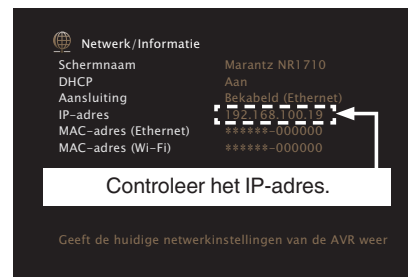 Netwerk/Informatie
Schermnaam Marantz NR1710
DHCP Aan
Aansluiting Bekabeld (Ethernet)
IP-adres 192.168.100.19
MAC-adres (Ethernet) ******-000000
MAC-adres (Wi-Fi) ******-000000
Controleer het IP-adres.
Geeft de huidige netwerkinstellingen van de AVR weer